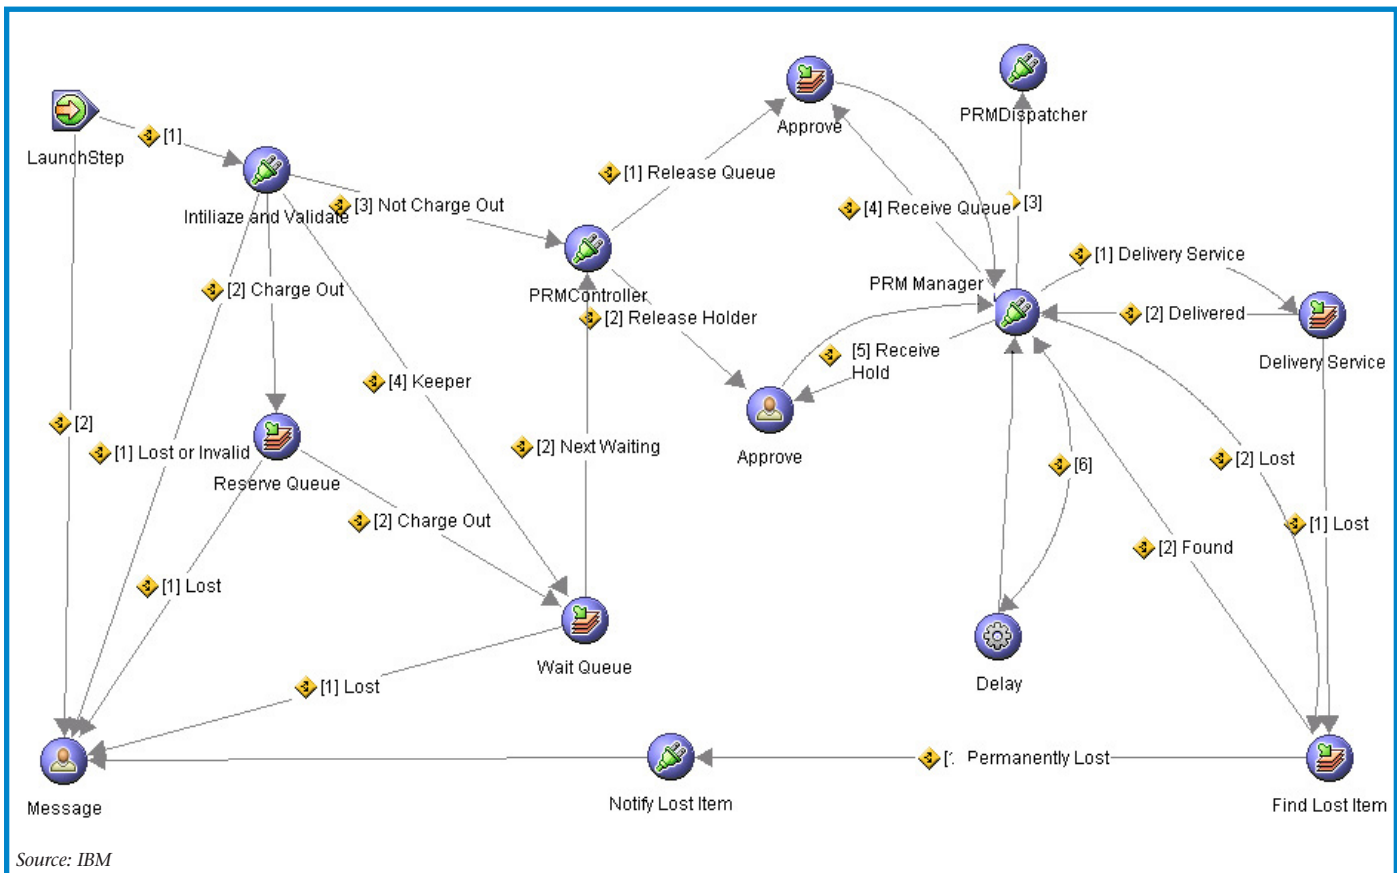 Approve
PRMDispatcher
[1]
LaunchStep
[1] Release Queue
[3] Not Charge Out
[4] Receive Queue
[3]
Intiliaze and Validate
[1] Delivery Service
PRM Manager
[2] Charge Out
PRMController
[2] Release Holder
[2] Delivered
[5] Receive
Hold
Delivery Service
[4] Keeper
[2]
[1] Lost or Invalid
[2] Next Waiting
Approve
[6]
[2] Lost
Reserve Queue
[2] Charge Out
[1] Lost
[2] Found
[1] Lost
Wait Queue
[1] Lost
Delay
Permanently Lost
Message
Notify Lost Item
Find Lost Item
Source: IBM